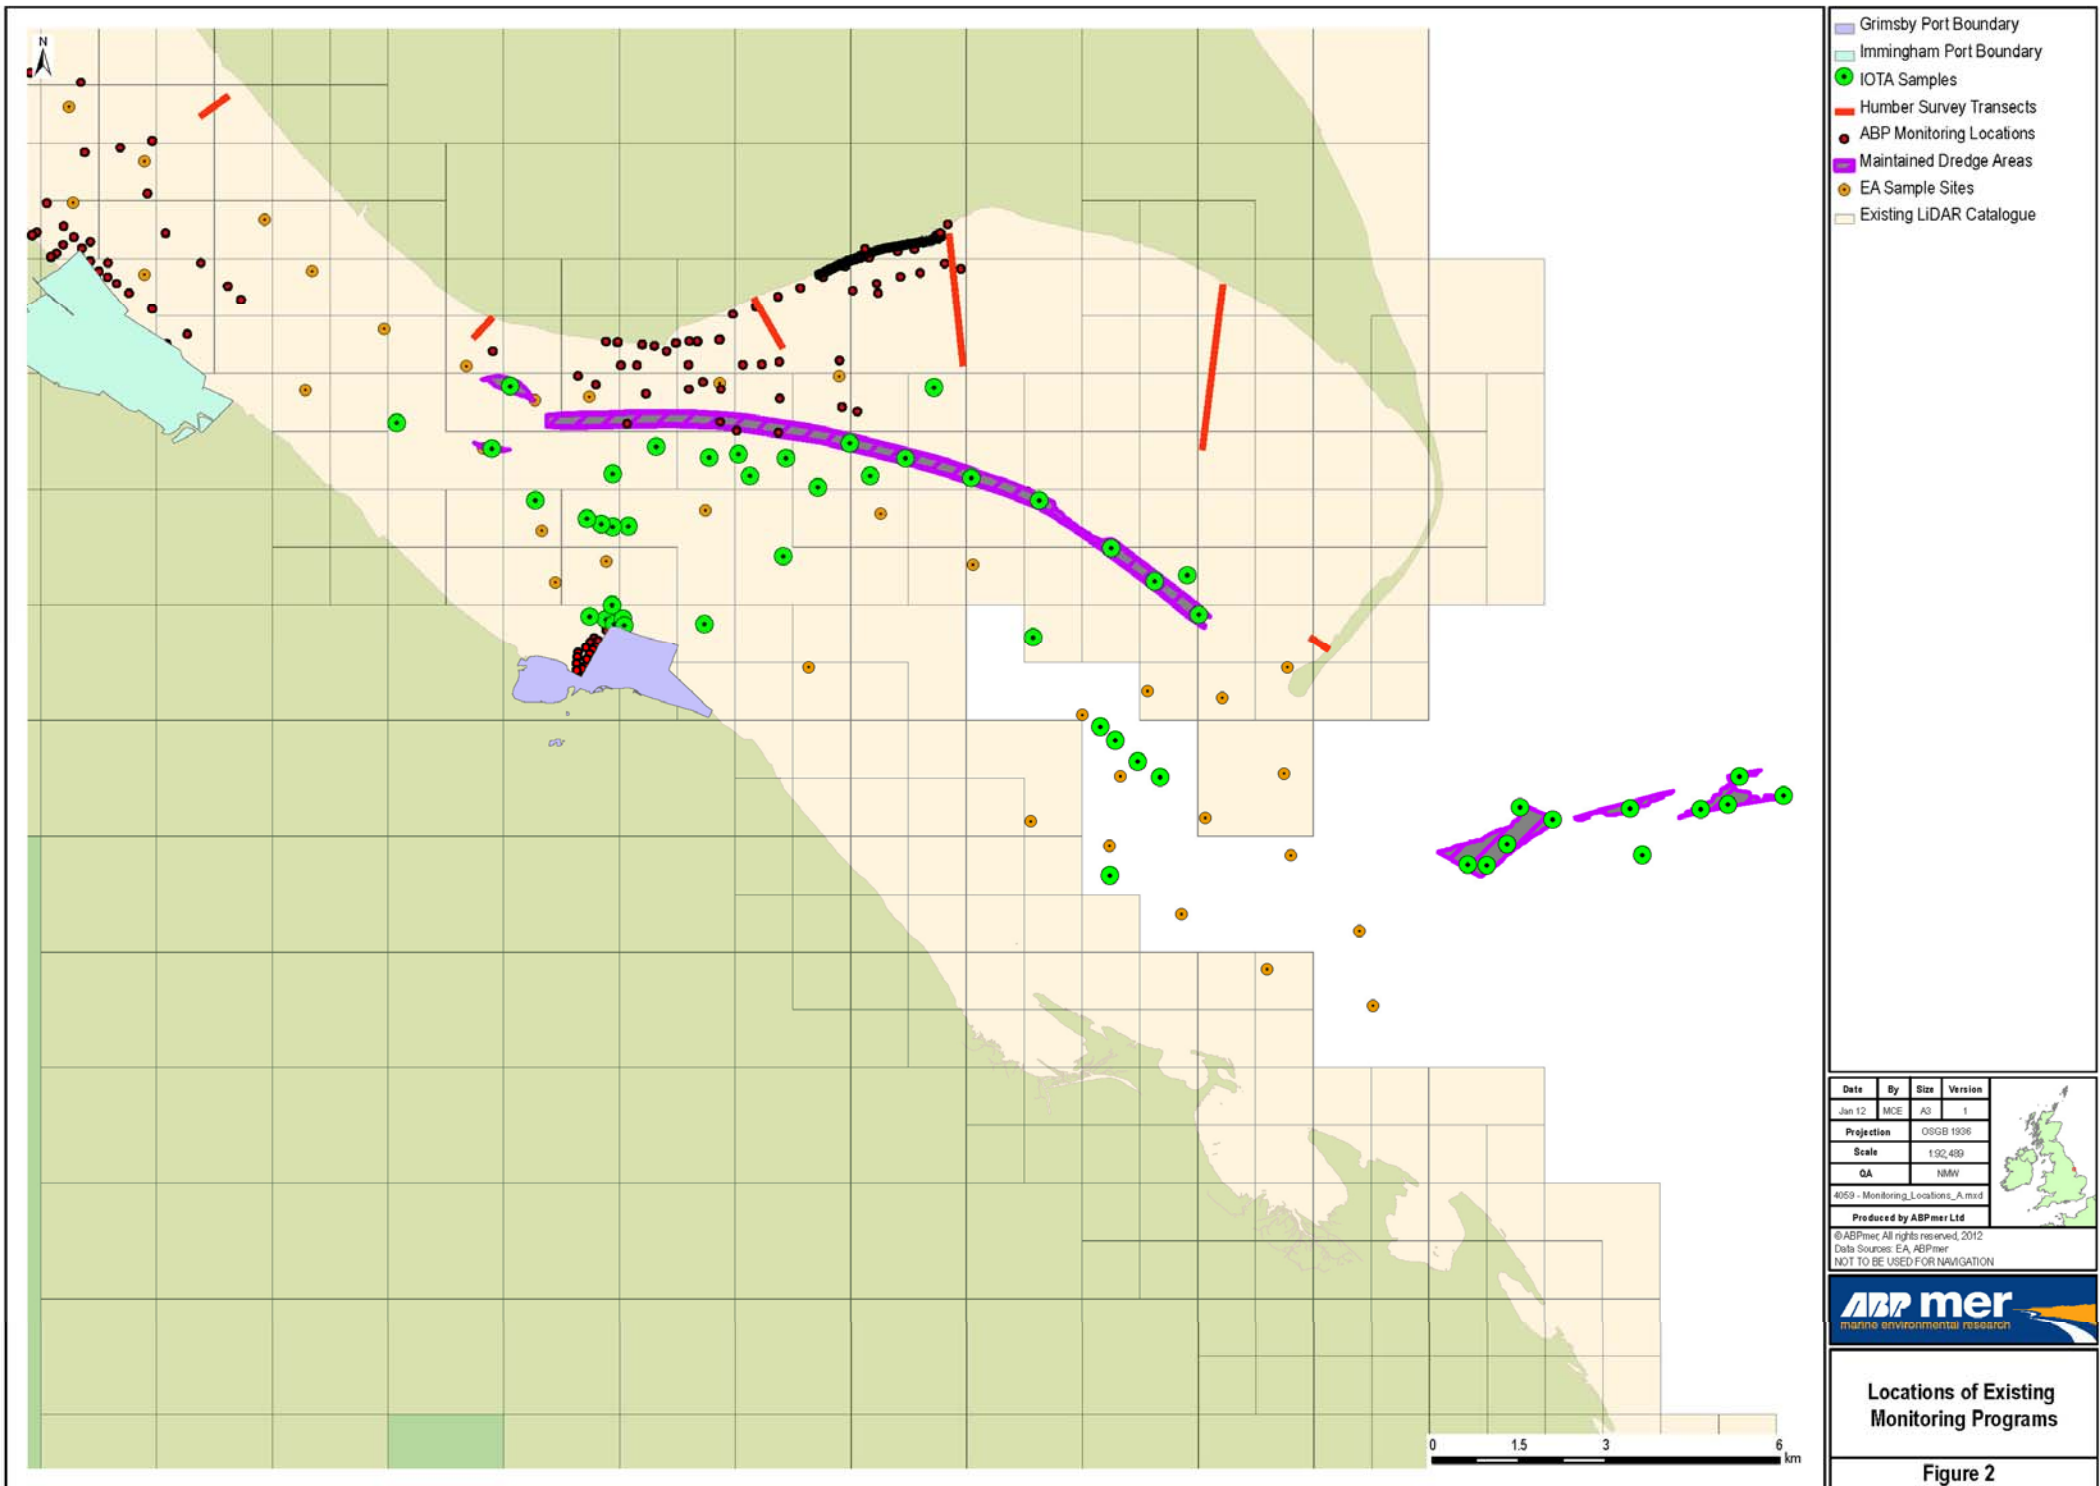 N
Grimsby Port Boundary
Immingham Port Boundary
IOTA Samples
Humber Survey Transects
ABP Monitoring Locations
Maintained Dredge Areas
EA Sample Sites
Existing LiDAR Catalogue
0 1.5 3 6
km
Date By Size Version
Jan 12 MCE A3 1
Projection OSGB 1936
Scale 1:92,489
QA NMW
4059 - Monitoring_Locations_A.mxd
Produced by ABPmer Ltd
© ABPmer, All rights reserved, 2012
Data Sources: EA, ABPmer
NOT TO BE USED FOR NAVIGATION
ABP mer
marine environmental research
Locations of Existing
Monitoring Programs
Figure 2